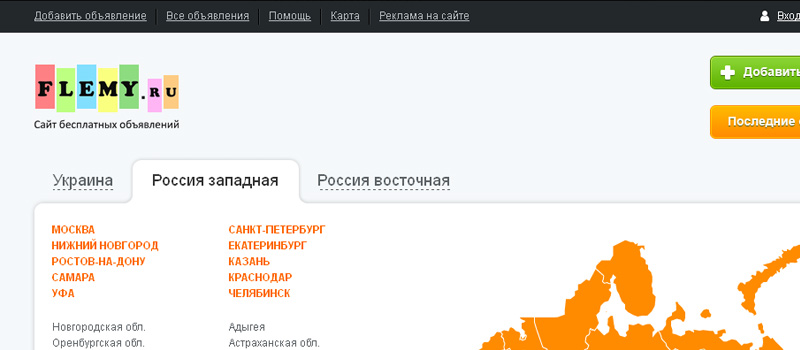 Добавить объявление Все объявления Помощь Карта Реклама на сайте Вход
FLEMY.RU
Сайт бесплатных объявлений
Добавить
Последние
Украина Россия западная Россия восточная
МОСКВА САНКТ-ПЕТЕРБУРГ
НИЖНИЙ НОВГОРОД ЕКАТЕРИНБУРГ
РОСТОВ-НА-ДОНУ КАЗАНЬ
САМАРА КРАСНОДАР
УФА ЧЕЛЯБИНСК
Новгородская обл. Адыгея
Оренбургская обл. Астраханская обл.